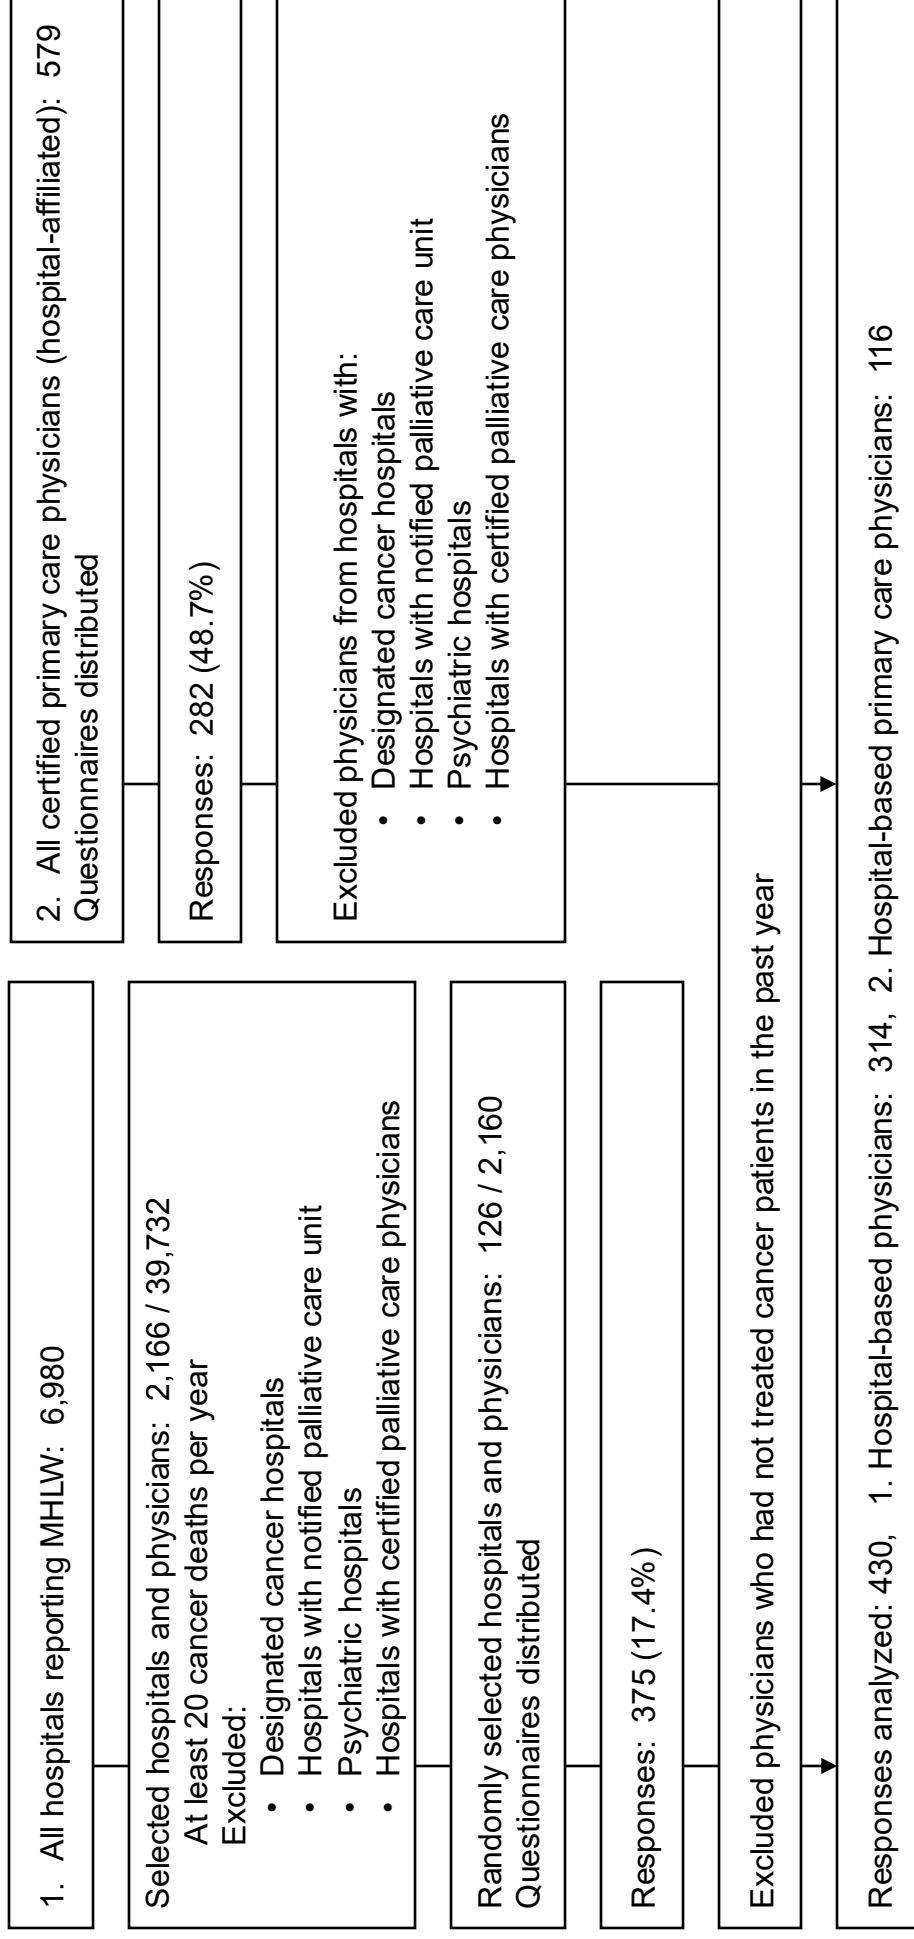 1. All hospitals reporting MHLW: 6,980
Selected hospitals and physicians: 2,166 / 39,732
At least 20 cancer deaths per year
Excluded:
• Designated cancer hospitals
• Hospitals with notified palliative care unit
• Psychiatric hospitals
• Hospitals with certified palliative care physicians
Randomly selected hospitals and physicians: 126 / 2,160
Questionnaires distributed
Responses: 375 (17.4%)
2. All certified primary care physicians (hospital-affiliated): 579
Questionnaires distributed
Responses: 282 (48.7%)
Excluded physicians from hospitals with:
• Designated cancer hospitals
• Hospitals with notified palliative care unit
• Psychiatric hospitals
• Hospitals with certified palliative care physicians
Excluded physicians who had not treated cancer patients in the past year
Responses analyzed: 430, 1. Hospital-based physicians: 314, 2. Hospital-based primary care physicians: 116